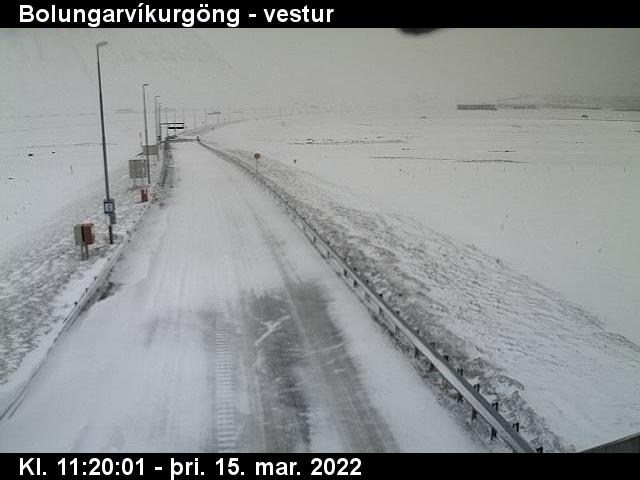 Bolungarvíkurgöng - vestur
Kl. 11:20:01 - þri. 15. mar. 2022